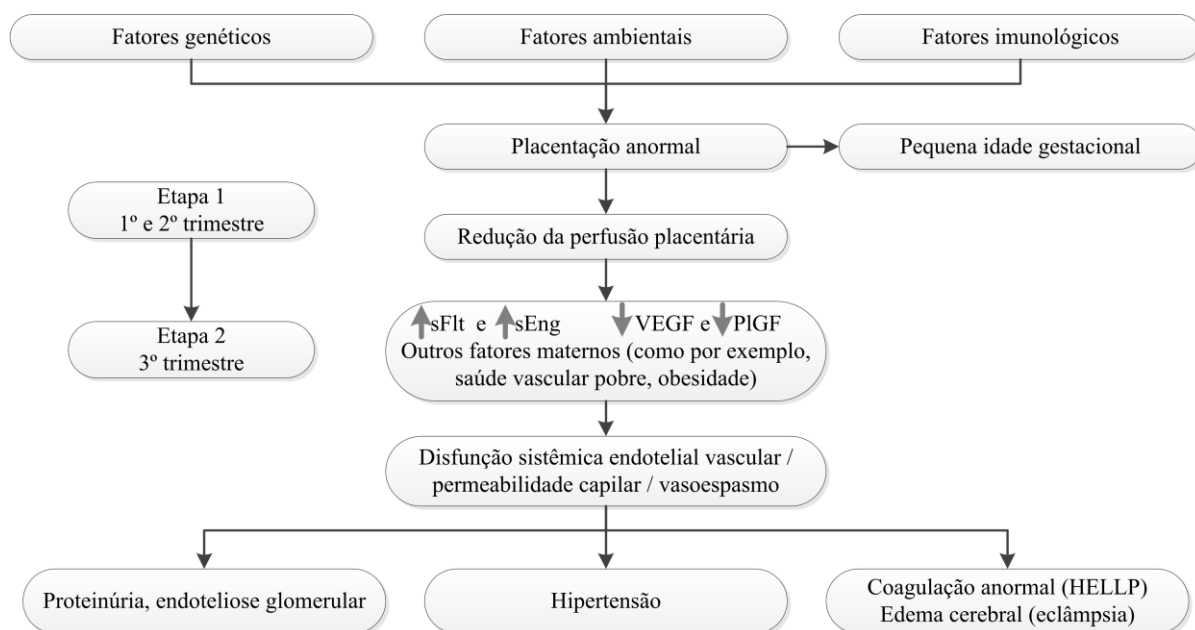 Fatores genéticos
Fatores ambientais
Fatores imunológicos
Placentação anormal
Pequena idade gestacional
Etapa 1
1º e 2º trimestre
Redução da perfusão placentária
Etapa 2
3º trimestre
sFlt e sEng VEGF e PlGF
Outros fatores maternos (como por exemplo,
saúde vascular pobre, obesidade)
Disfunção sistêmica endotelial vascular /
permeabilidade capilar / vasoespasmo
Proteinúria, endoteliose glomerular
Hipertensão
Coagulação anormal (HELLP)
Edema cerebral (eclâmpsia)